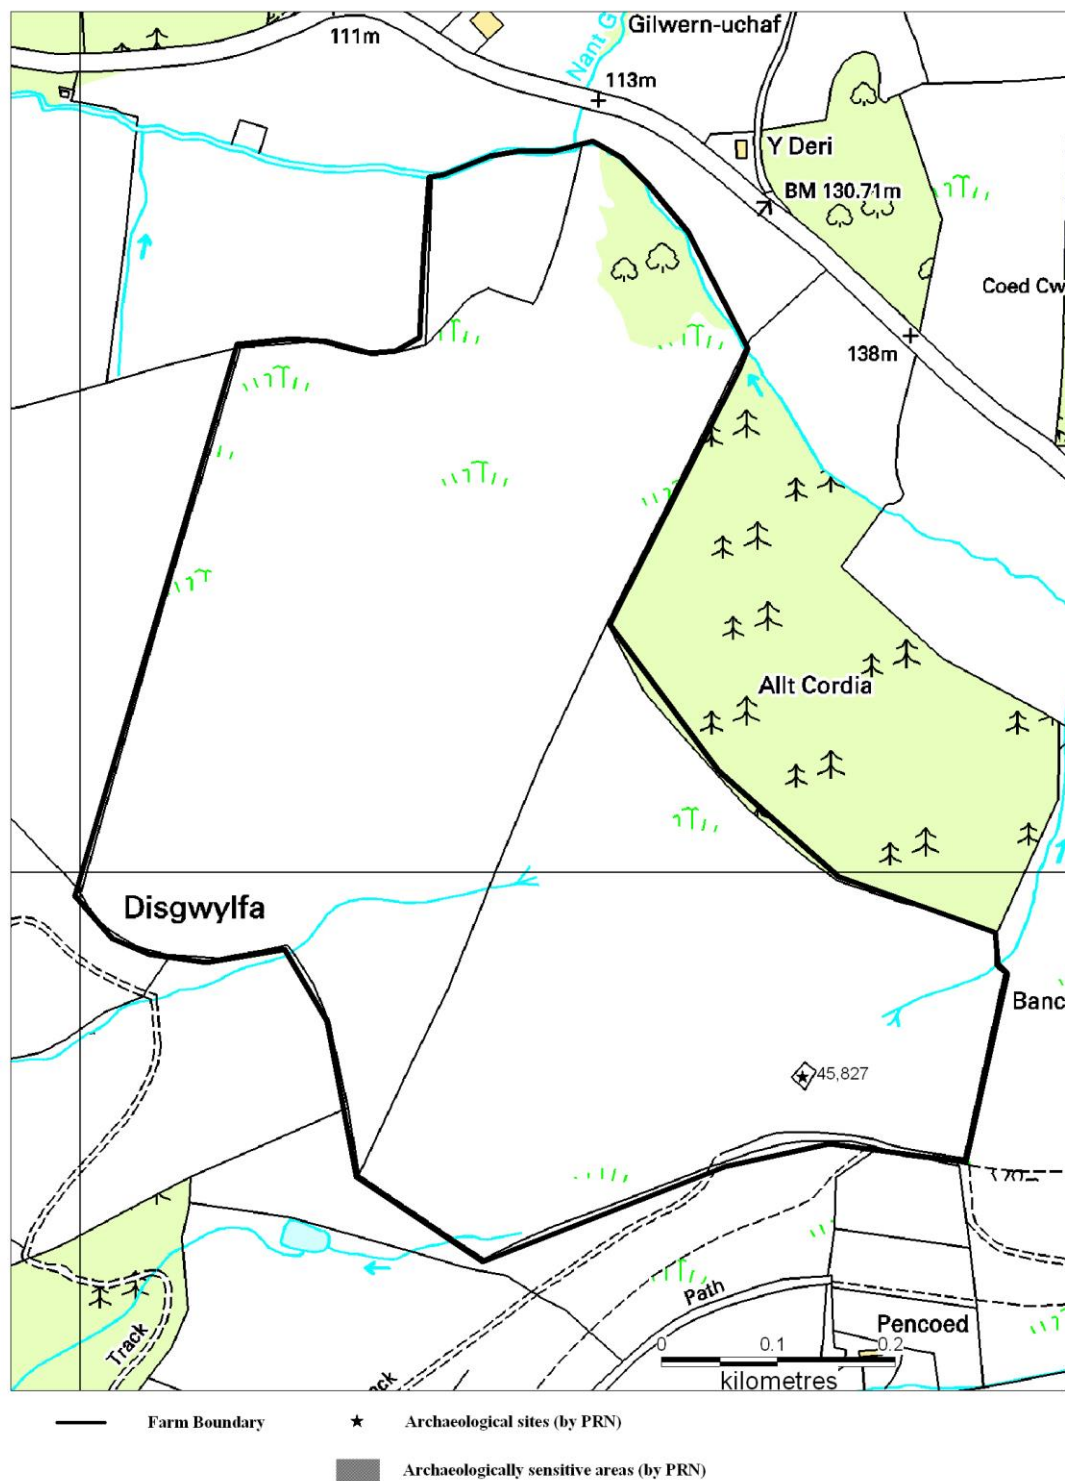 Gilwern-uchaf
111m
Nant G
113m
Y Deri
BM 130.71m
Coed Cw
138m
Allt Cordia
Disgwylfa
Banc
45,827
Path
Pencoed
Track
ck
0 0.1 0.2
kilometres
Farm Boundary
Archaeological sites (by PRN)
Archaeologically sensitive areas (by PRN)